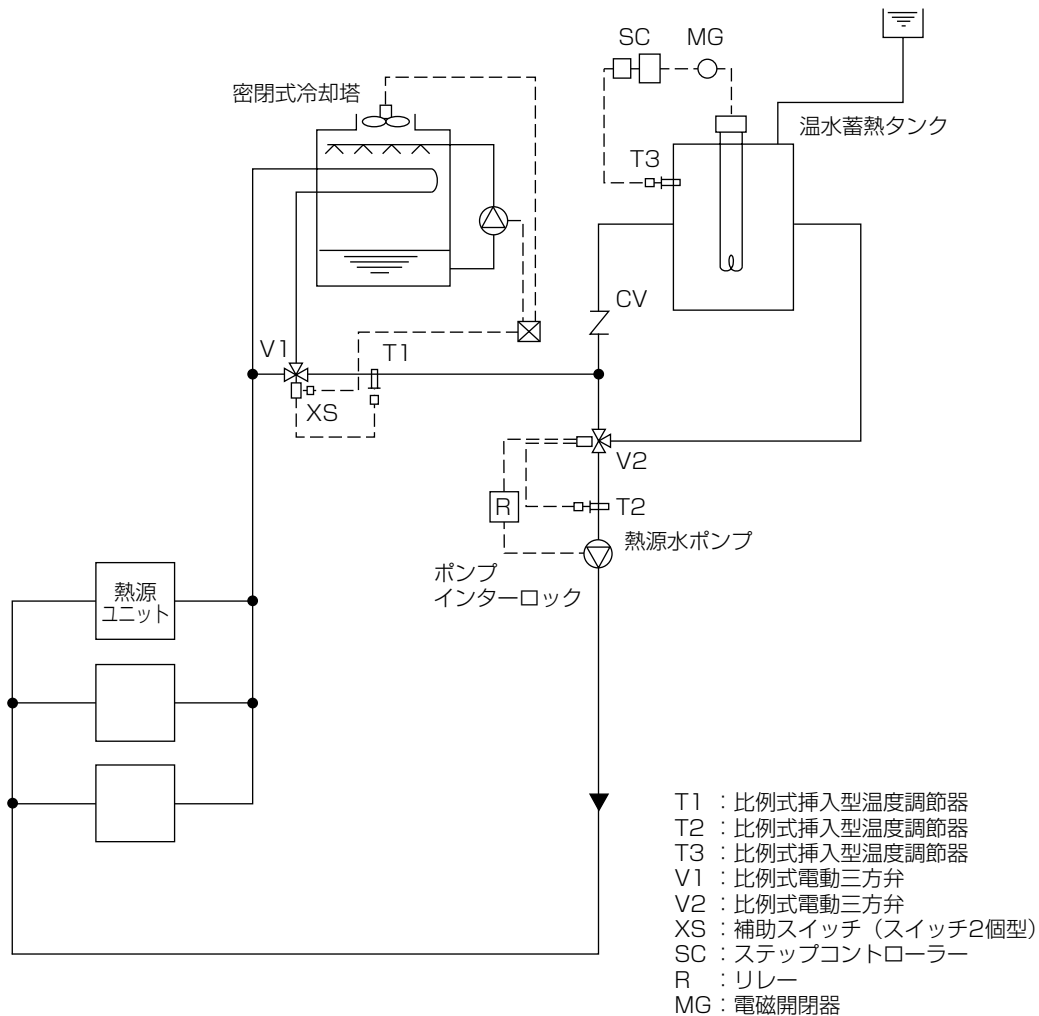 SC
MG
密閉式冷却塔
温水蓄熱タンク
T3
CV
V1
T1
XS
V2
R
T2
熱源水ポンプ
ポンプ
インターロック
熱源
ユニット
T1：比例式挿入型温度調節器
T2：比例式挿入型温度調節器
T3：比例式挿入型温度調節器
V1：比例式電動三方弁
V2：比例式電動三方弁
XS：補助スイッチ（スイッチ2個型）
SC：ステップコントローラー
R：リレー
MG：電磁開閉器